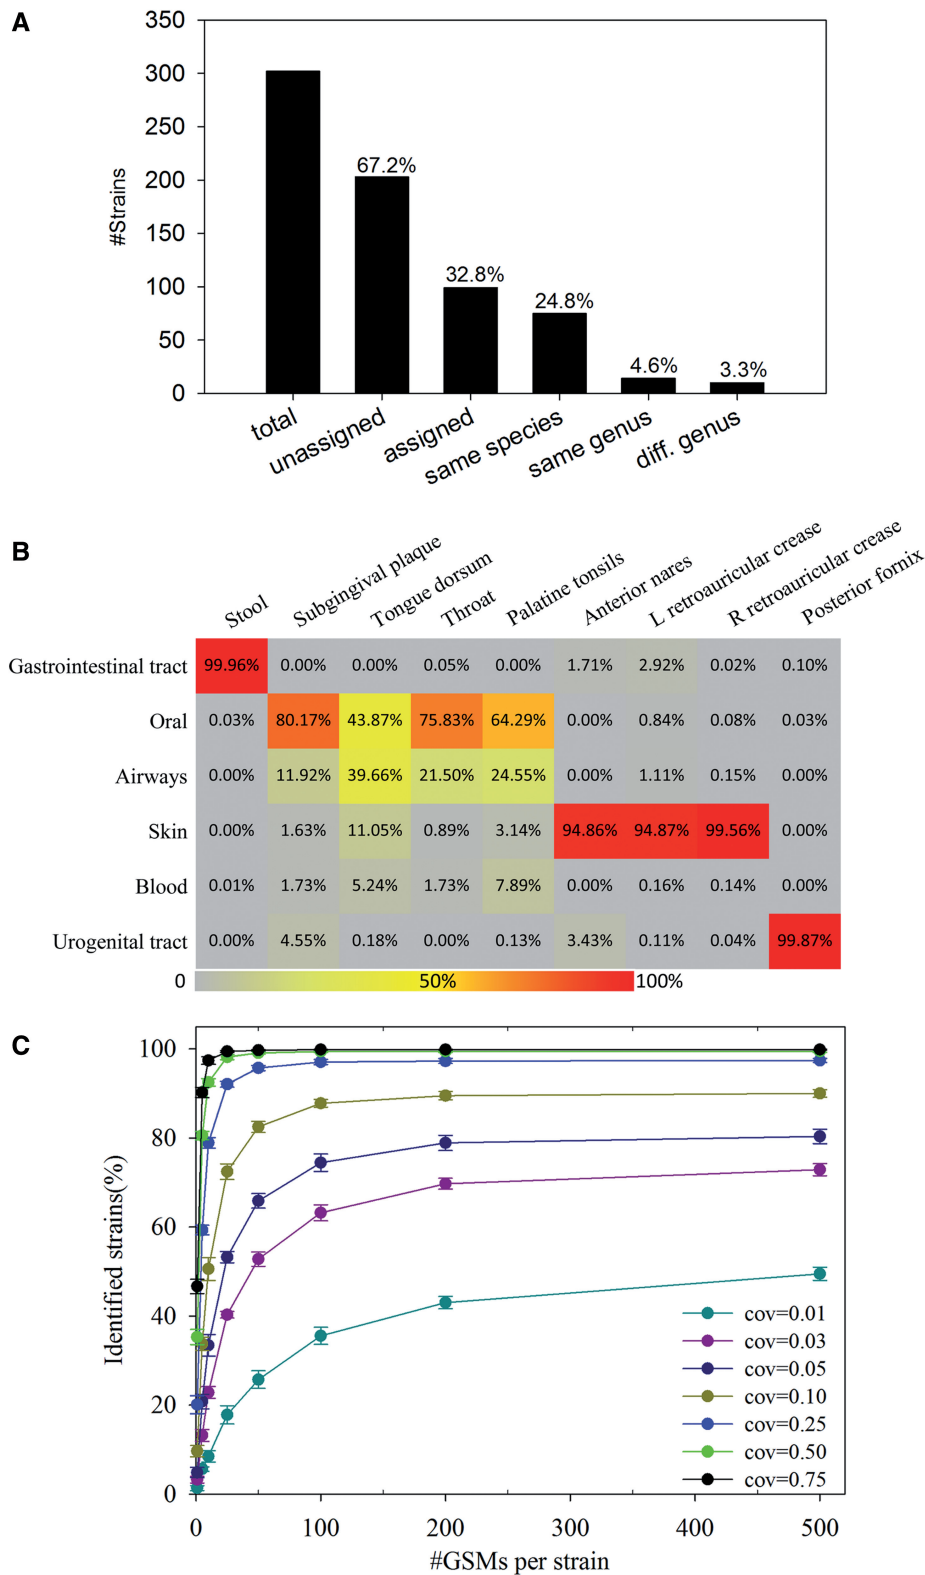 A
350
300
250
200
150
100
50
0
#Strains
67.2%
32.8%
24.8%
4.6%
3.3%
total
unassigned
assigned
same species
same genus
diff. genus
B
Stool
Subgingival plaque
Tongue dorsum
Throat
Palatine tonsils
Anterior nares
L retroauricular crease
R retroauricular crease
Posterior fornix
Gastrointestinal tract 99.96% 0.00% 0.00% 0.05% 0.00% 1.71% 2.92% 0.02% 0.10%
Oral 0.03% 80.17% 43.87% 75.83% 64.29% 0.00% 0.84% 0.08% 0.03%
Airways 0.00% 11.92% 39.66% 21.50% 24.55% 0.00% 1.11% 0.15% 0.00%
Skin 0.00% 1.63% 11.05% 0.89% 3.14% 94.86% 94.87% 99.56% 0.00%
Blood 0.01% 1.73% 5.24% 1.73% 7.89% 0.00% 0.16% 0.14% 0.00%
Urogenital tract 0.00% 4.55% 0.18% 0.00% 0.13% 3.43% 0.11% 0.04% 99.87%
0 50% 100%
C
100
80
60
40
20
0
Identified strains(%)
cov=0.01
cov=0.03
cov=0.05
cov=0.10
cov=0.25
cov=0.50
cov=0.75
0 100 200 300 400 500
#GSMs per strain